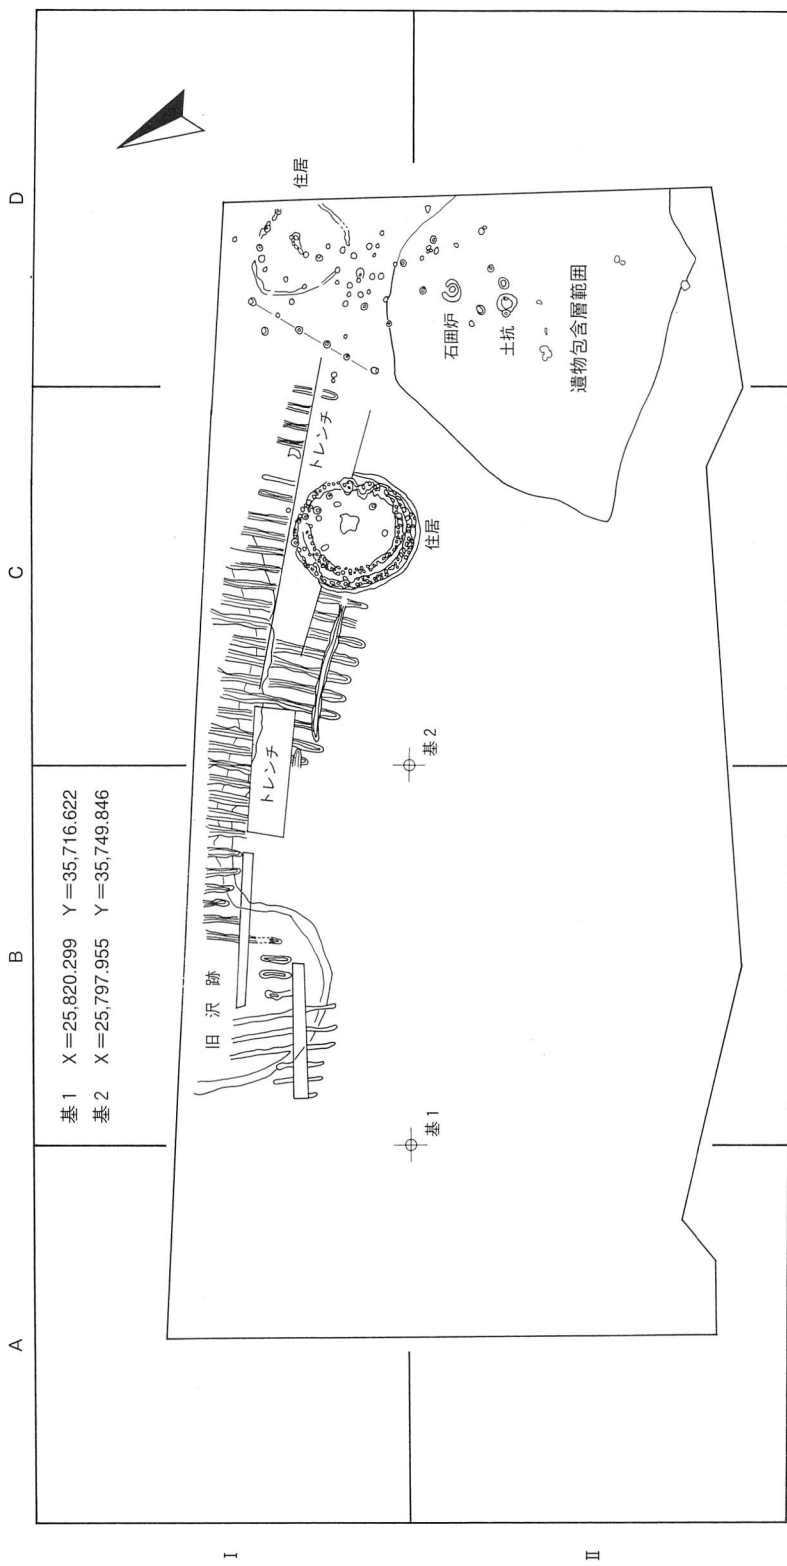 A
B
C
D
I
II
基1 X=25,820.299 Y=35,716.622
基2 X=25,797.955 Y=35,749.846
旧沢跡
トレンチ
トレンチ
住居
住居
石囲炉
土抗
遺物包含層範囲
基1
基2